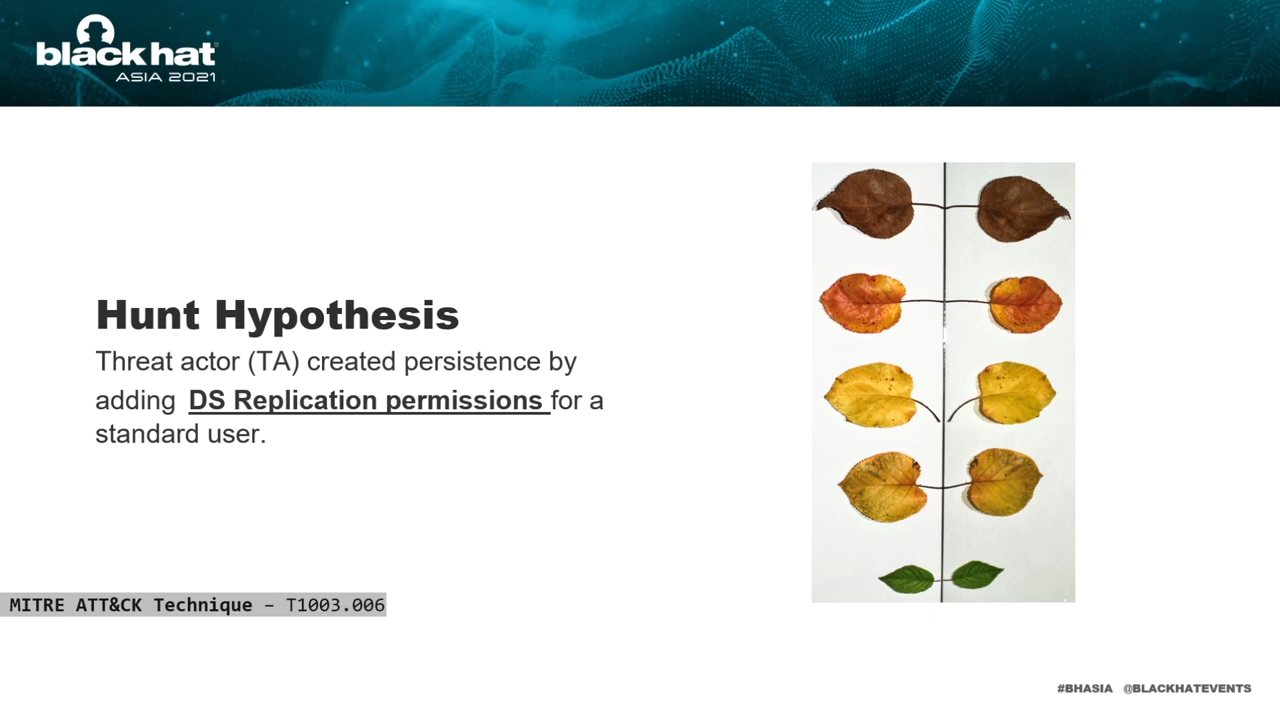 black hat
ASIA 2021
Hunt Hypothesis
Threat actor (TA) created persistence by
adding DS Replication permissions for a
standard user.
MITRE ATT&CK Technique – T1003.006
#BHASIA @BLACKHATEVENTS